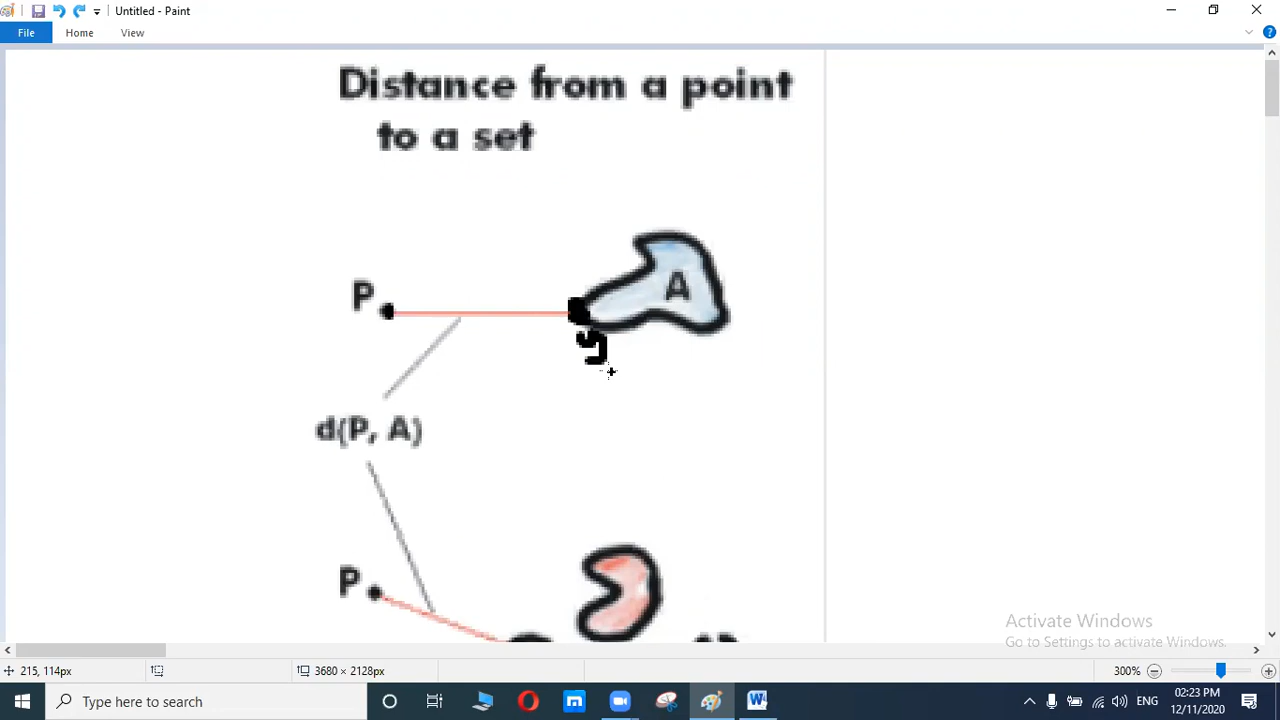 Untitled - Paint
File
Home
View
Distance from a point
to a set
P
A
y
d(P, A)
P
Activate Windows
Go to Settings to activate Windows.
215, 114px
3680 × 2128px
300%
Type here to search
ENG
02:23 PM
12/11/2020